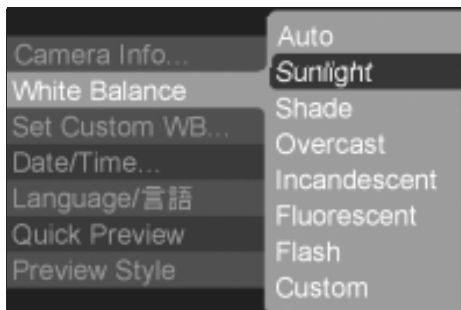 Camera Info...
White Balance
Set Custom WB...
Date/Time...
Language/言語
Quick Preview
Preview Style
Auto
Sunlight
Shade
Overcast
Incandescent
Fluorescent
Flash
Custom